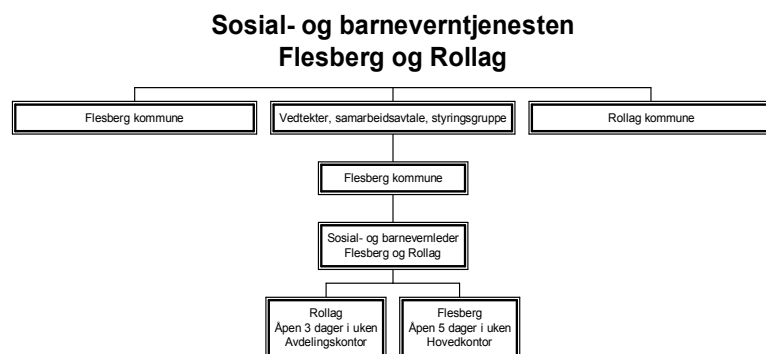 Sosial- og barneverntjenesten
Flesberg og Rollag
Flesberg kommune
Vedtekter, samarbeidsavtale, styringsgruppe
Rollag kommune
Flesberg kommune
Sosial- og barnevernleder
Flesberg og Rollag
Rollag
Åpen 3 dager i uken
Avdelingskontor
Flesberg
Åpen 5 dager i uken
Hovedkontor